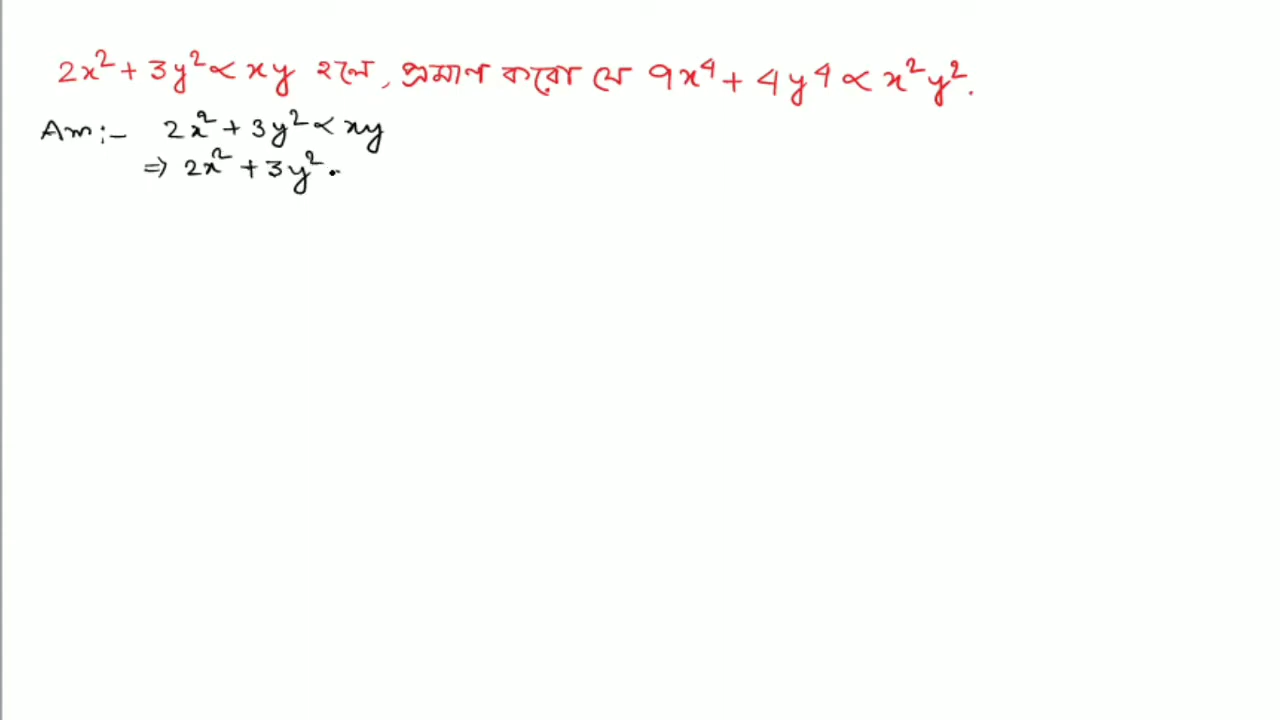 2x² + 3y² ∝ xy হলে, প্রমাণ করো যে 9x⁴ + 4y⁴ ∝ x²y².
Ans:- 2x² + 3y² ∝ xy
⇒ 2x² + 3y²